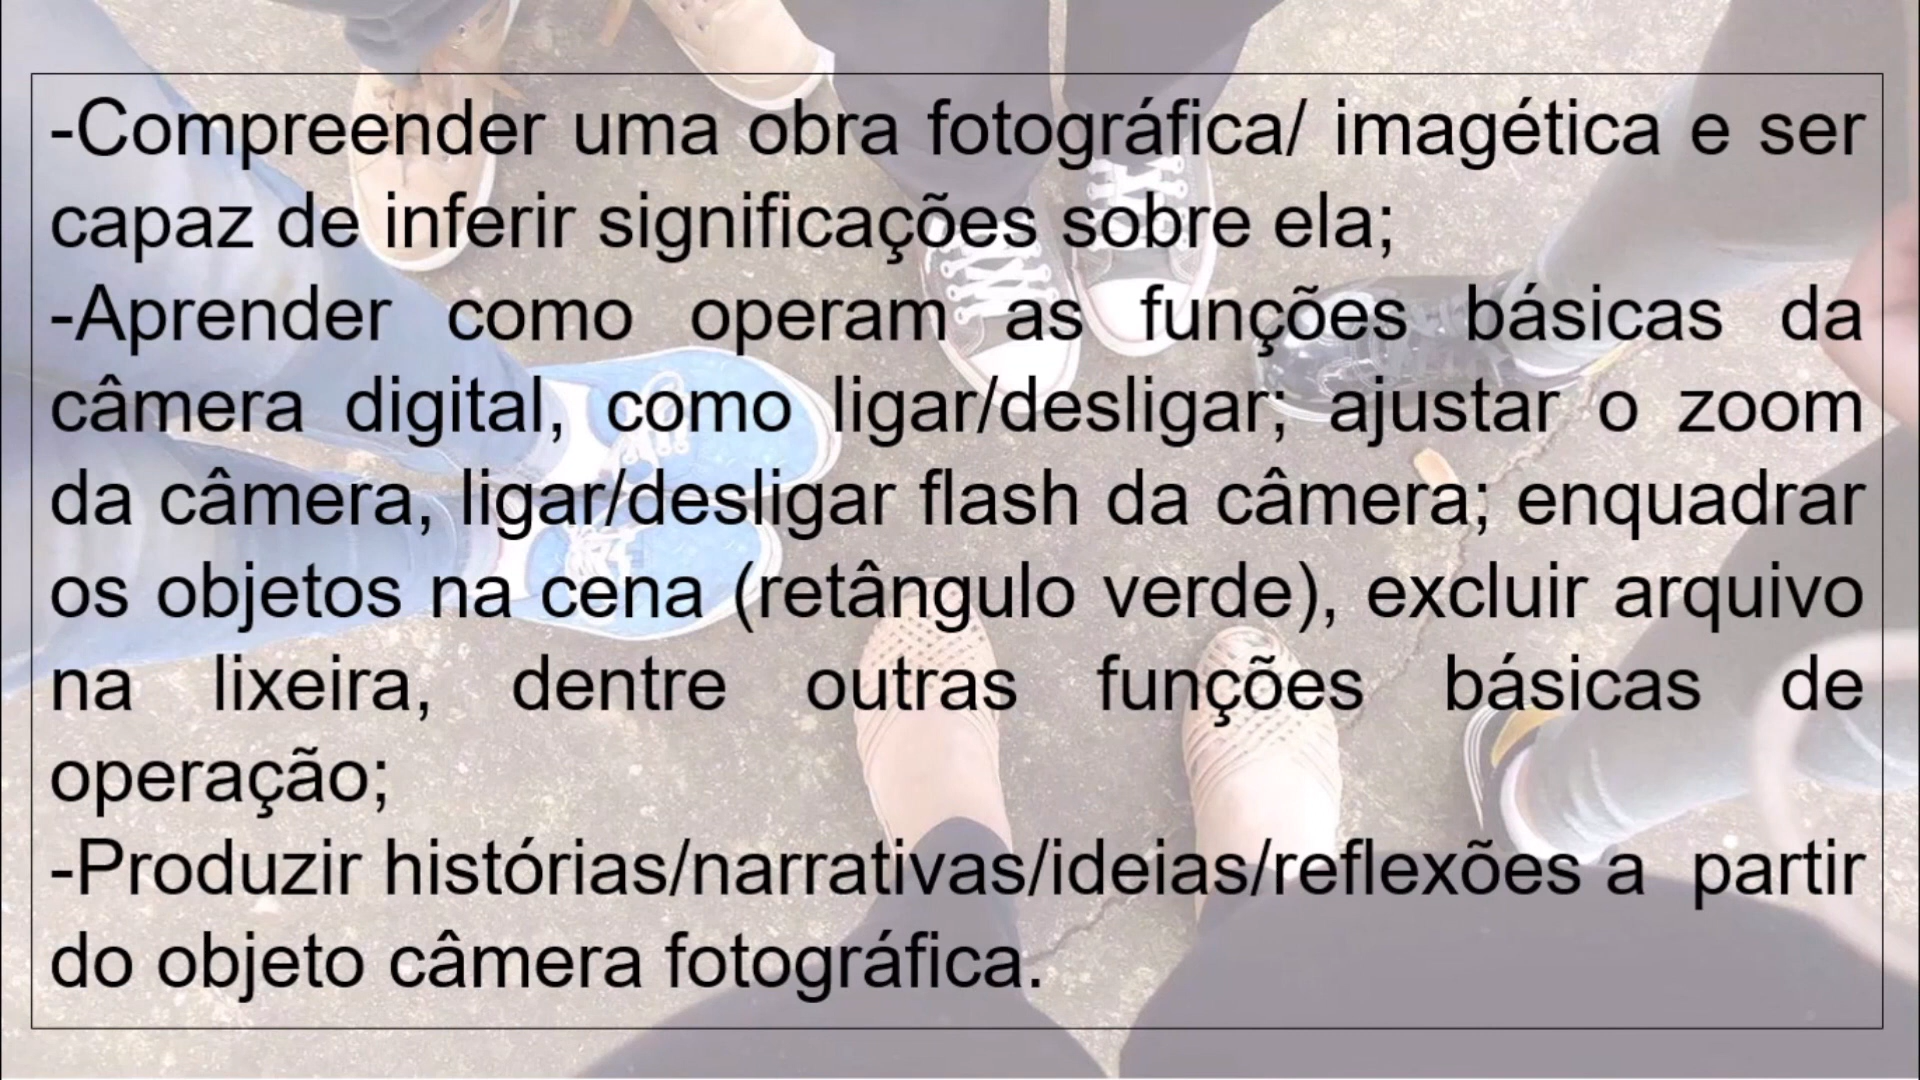 -Compreender uma obra fotográfica/ imagética e ser
capaz de inferir significações sobre ela;
-Aprender como operam as funções básicas da
câmera digital, como ligar/desligar; ajustar o zoom
da câmera, ligar/desligar flash da câmera; enquadrar
os objetos na cena (retângulo verde), excluir arquivo
na lixeira, dentre outras funções básicas de
operação;
-Produzir histórias/narrativas/ideias/reflexões a  partir
do objeto câmera fotográfica.